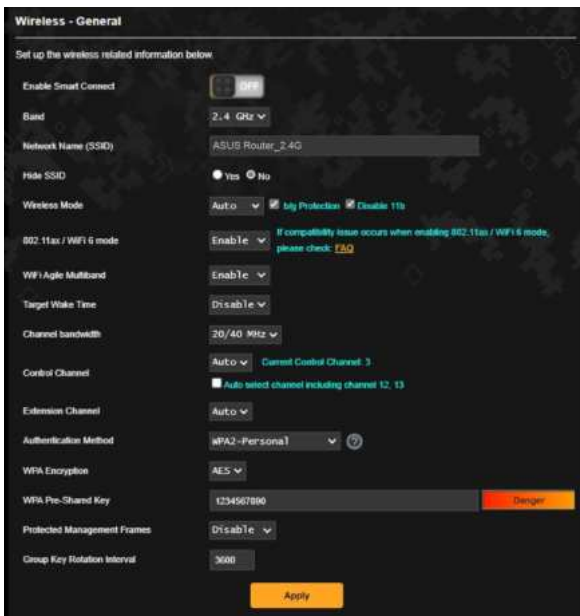 Wireless - General
Set up the wireless related information below.
Enable Smart Connect OFF
Band 2.4 GHz
Network Name (SSID) ASUS Router_2.4G
Hide SSID Yes No
Wireless Mode Auto b/g Protection Disable 11b
802.11ax / WiFi 6 mode Enable If compatibility issue occurs when enabling 802.11ax / WiFi 6 mode,
please check: FAQ
WiFi Agile Multiband Enable
Target Wake Time Disable
Channel bandwidth 20/40 MHz
Control Channel Auto Current Control Channel: 3
Auto select channel including channel 12, 13
Extension Channel Auto
Authentication Method WPA2-Personal ?
WPA Encryption AES
WPA Pre-Shared Key 1234567890 Danger
Protected Management Frames Disable
Group Key Rotation Interval 3600
Apply